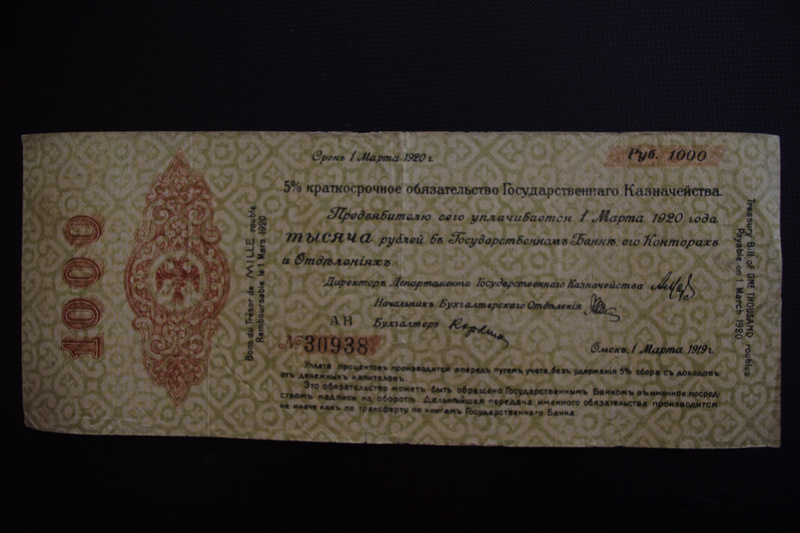 Срокъ 1 Марта 1920 г.
Руб. 1000
5% краткосрочное обязательство Государственнаго Казначейства.
Предъявителю сего уплачивается 1 Марта 1920 года
тысяча рублей въ Государственномъ Банкѣ, его Конторахъ
и Отдѣленіяхъ.
Директоръ Департамента Государственнаго Казначейства
Начальникъ Бухгалтерскаго Отдѣленія
АВ Бухгалтеръ
№ 30938
Омскъ, 1 Марта 1919 г.
Уплата процентовъ производится впередъ путемъ учета, безъ удержанія 5% сбора съ доходовъ
отъ денежныхъ капиталовъ.
Это обязательство можетъ быть обращено Государственнымъ Банкомъ въ именное посред-
ствомъ надписи на оборотѣ. Дальнѣйшая передача именного обязательства производится
не иначе какъ по трансферту по книгамъ Государственнаго Банка.
1000
Bons du Trésor de MILLE rouble
Remboursable le 1 Mars 1920
Treasury Bill of ONE THOUSAND roubles
Payable on 1 March 1920